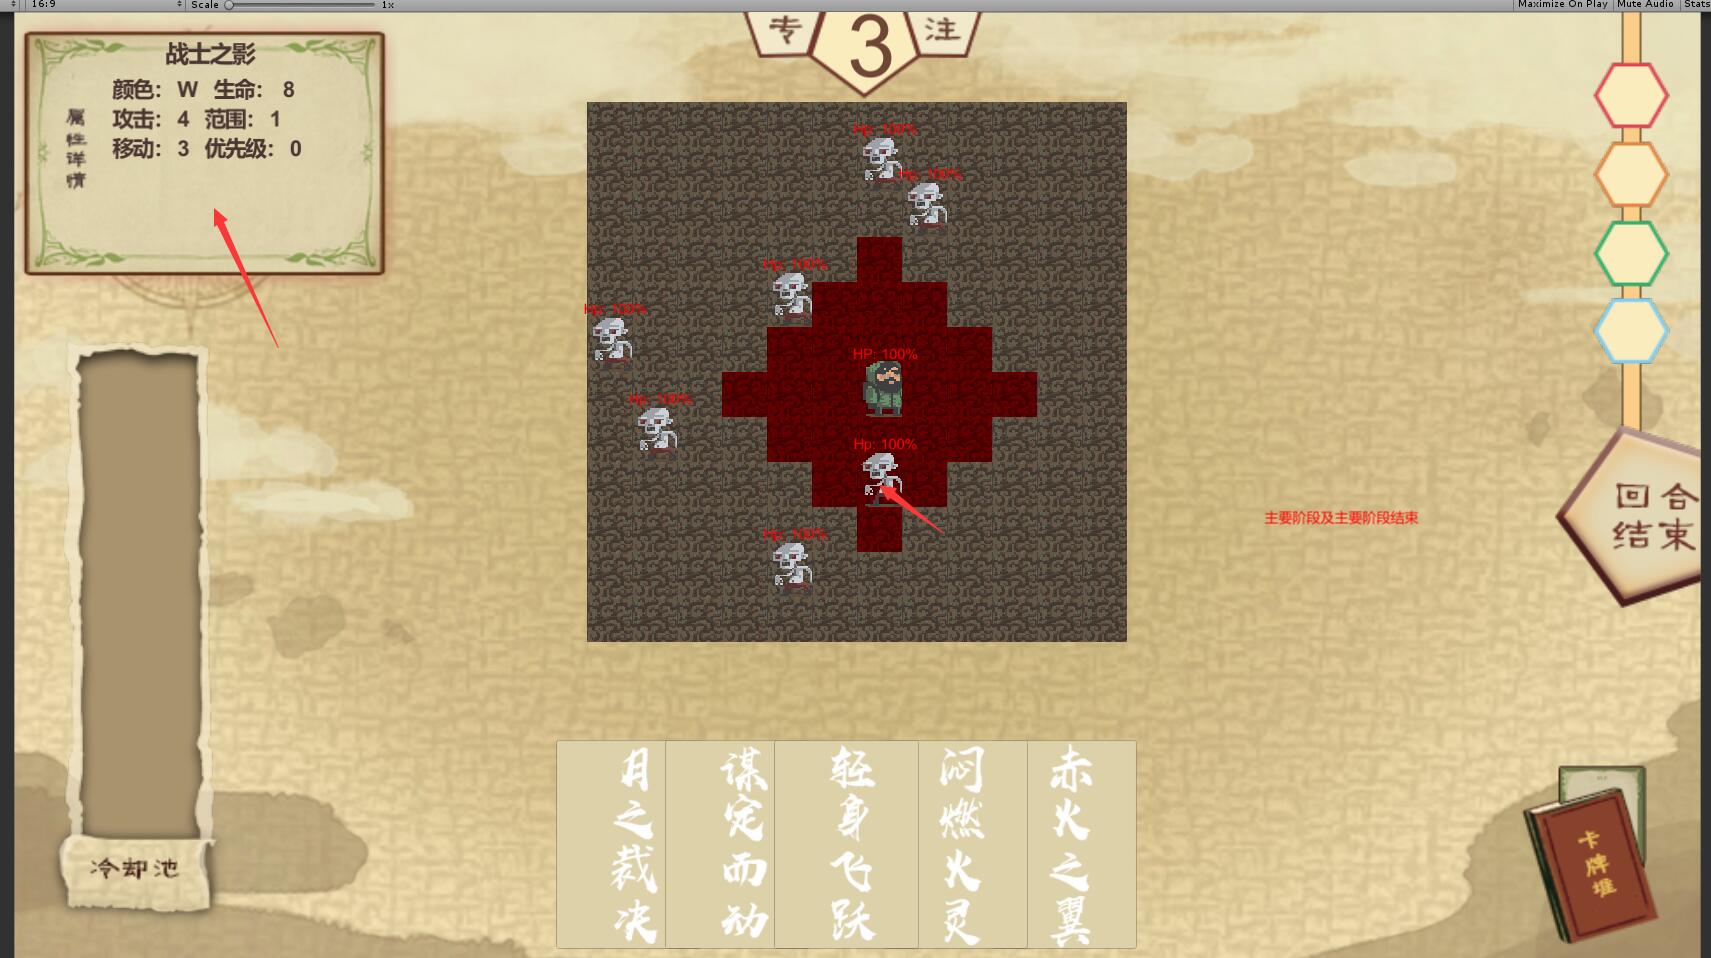 16:9
Scale
1x
Maximize On Play
Mute Audio
Stats
战士之影
颜色: W 生命: 8
攻击: 4 范围: 1
移动: 3 优先级: 0
属性详情
专 3 注
Hp: 100%
Hp: 100%
Hp: 100%
Hp: 100%
HP: 100%
Hp: 100%
Hp: 100%
Hp: 100%
主要阶段及主要阶段结束
回合
结束
冷却池
月之裁决
谋定而动
轻身飞跃
闷燃火灵
赤火之翼
卡牌堆